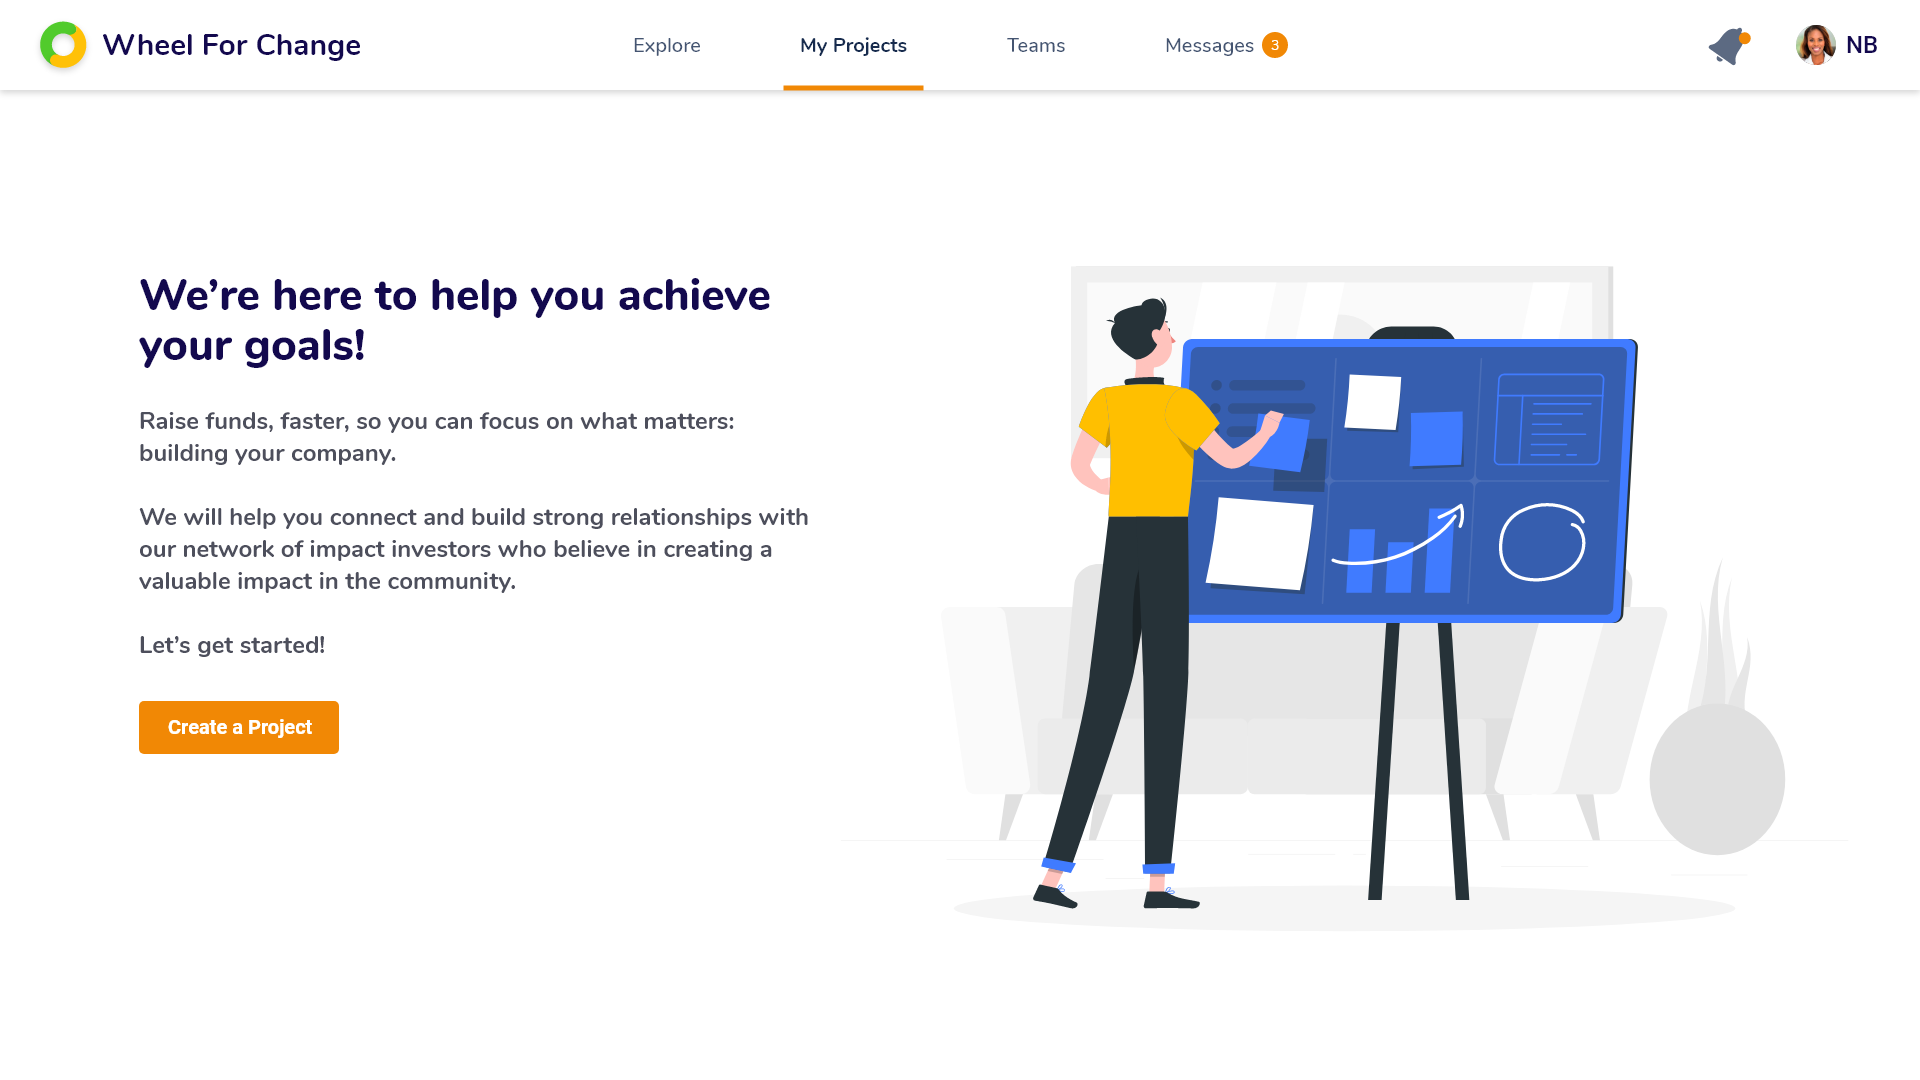 Wheel For Change
Explore
My Projects
Teams
Messages 3
NB
We’re here to help you achieve
your goals!
Raise funds, faster, so you can focus on what matters:
building your company.
We will help you connect and build strong relationships with
our network of impact investors who believe in creating a
valuable impact in the community.
Let’s get started!
Create a Project